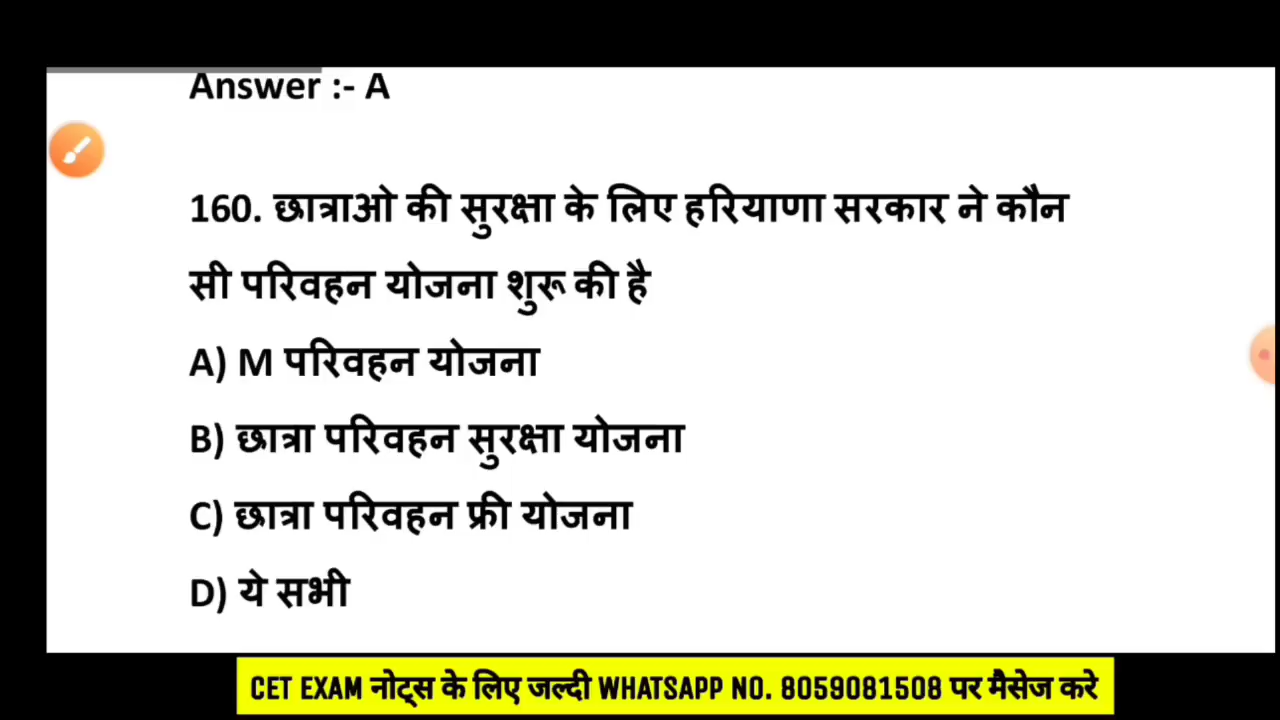 Answer :- A
160. छात्राओ की सुरक्षा के लिए हरियाणा सरकार ने कौन
सी परिवहन योजना शुरू की है
A) M परिवहन योजना
B) छात्रा परिवहन सुरक्षा योजना
C) छात्रा परिवहन फ्री योजना
D) ये सभी
CET EXAM नोट्स के लिए जल्दी WHATSAPP NO. 8059081508 पर मैसेज करे